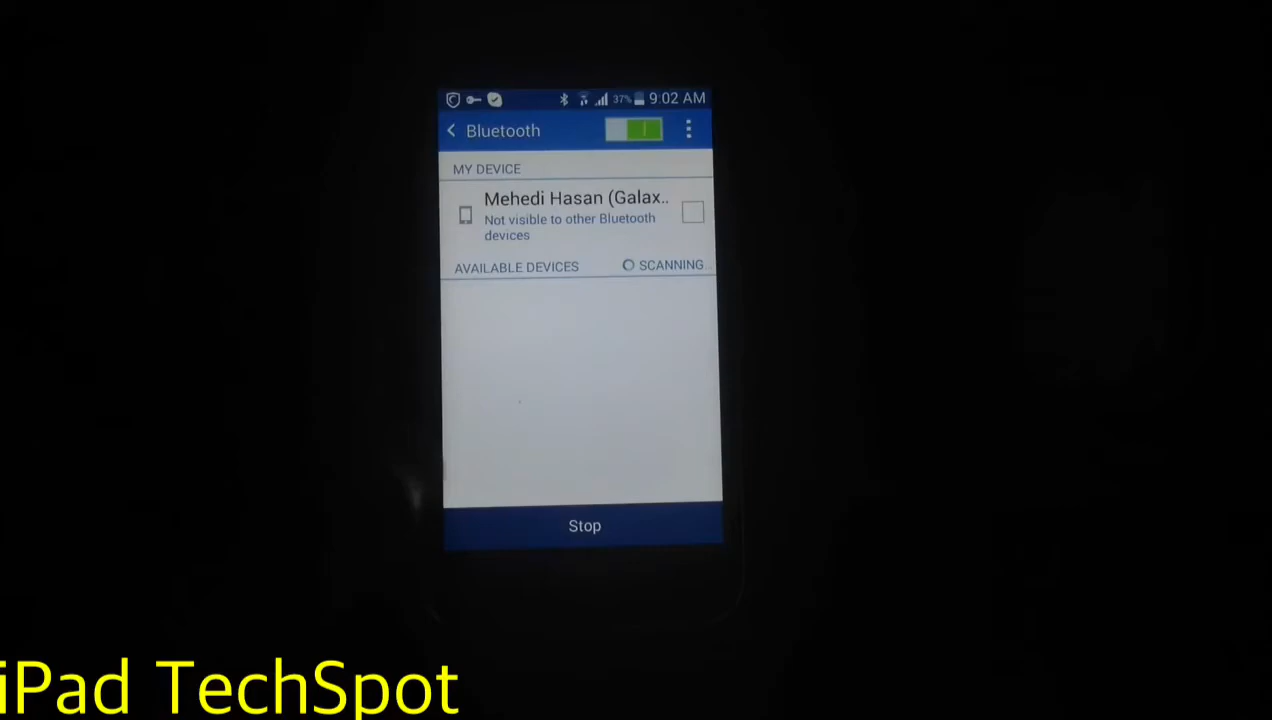 37% 9:02 AM
Bluetooth
MY DEVICE
Mehedi Hasan (Galax..
Not visible to other Bluetooth
devices
AVAILABLE DEVICES SCANNING..
Stop
iPad TechSpot